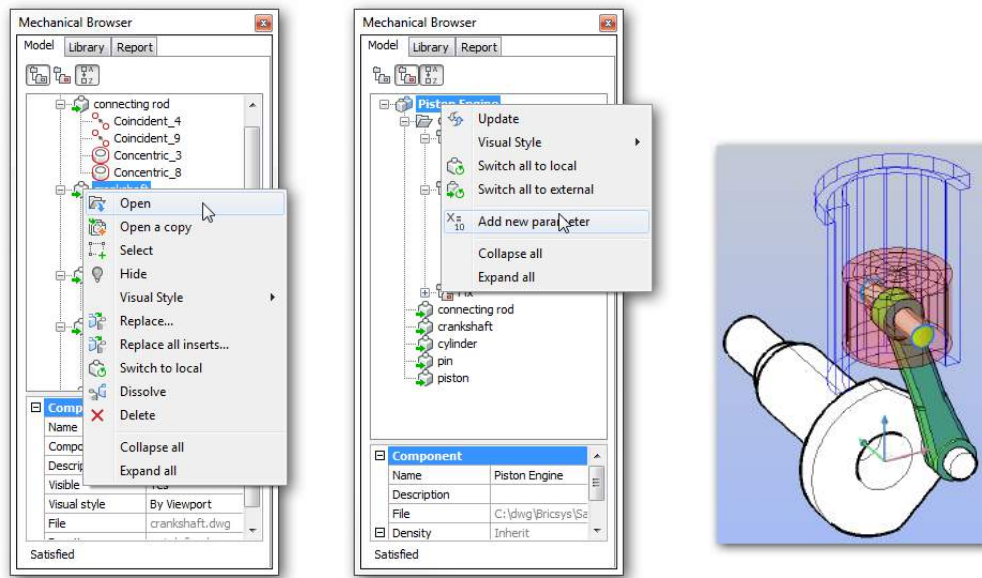 Mechanical Browser
Model Library Report
connecting rod
Coincident_4
Coincident_9
Concentric_3
Concentric_8
crankshaft
Open
Open a copy
Select
Hide
Visual Style
Replace...
Replace all inserts...
Switch to local
Dissolve
Delete
Collapse all
Expand all
Name
Visible
Visual style By Viewport
File crankshaft.dwg
Satisfied
Mechanical Browser
Model Library Report
Piston Engine
Update
Visual Style
Switch all to local
Switch all to external
Add new parameter
Collapse all
Expand all
Fix
connecting rod
crankshaft
cylinder
pin
piston
Component
Name Piston Engine
Description
File C:\dwg\Bricsys\Sa
Density Inherit
Satisfied